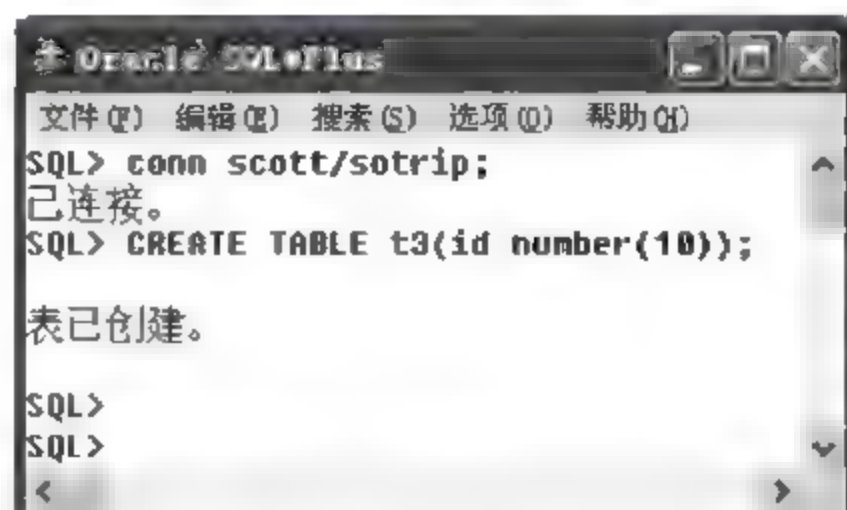 Oracle SQL*Plus
文件(F) 编辑(E) 搜索(S) 选项(O) 帮助(H)
SQL> conn scott/sotrip;
已连接。
SQL> CREATE TABLE t3(id number(10));
表已创建。
SQL>
SQL>